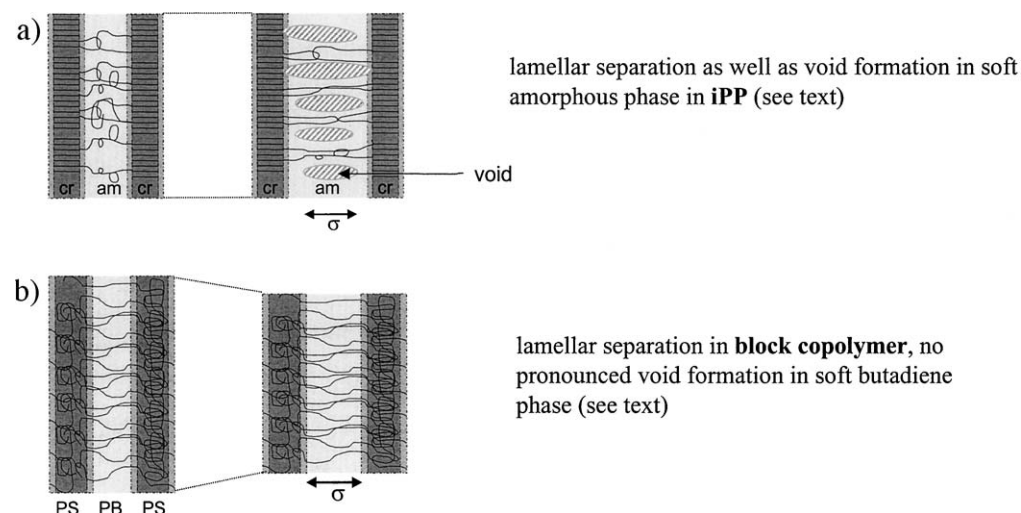 a)
lamellar separation as well as void formation in soft
amorphous phase in iPP (see text)
void
cr am cr cr am cr
σ
b)
lamellar separation in block copolymer, no
pronounced void formation in soft butadiene
phase (see text)
σ
PS PB PS